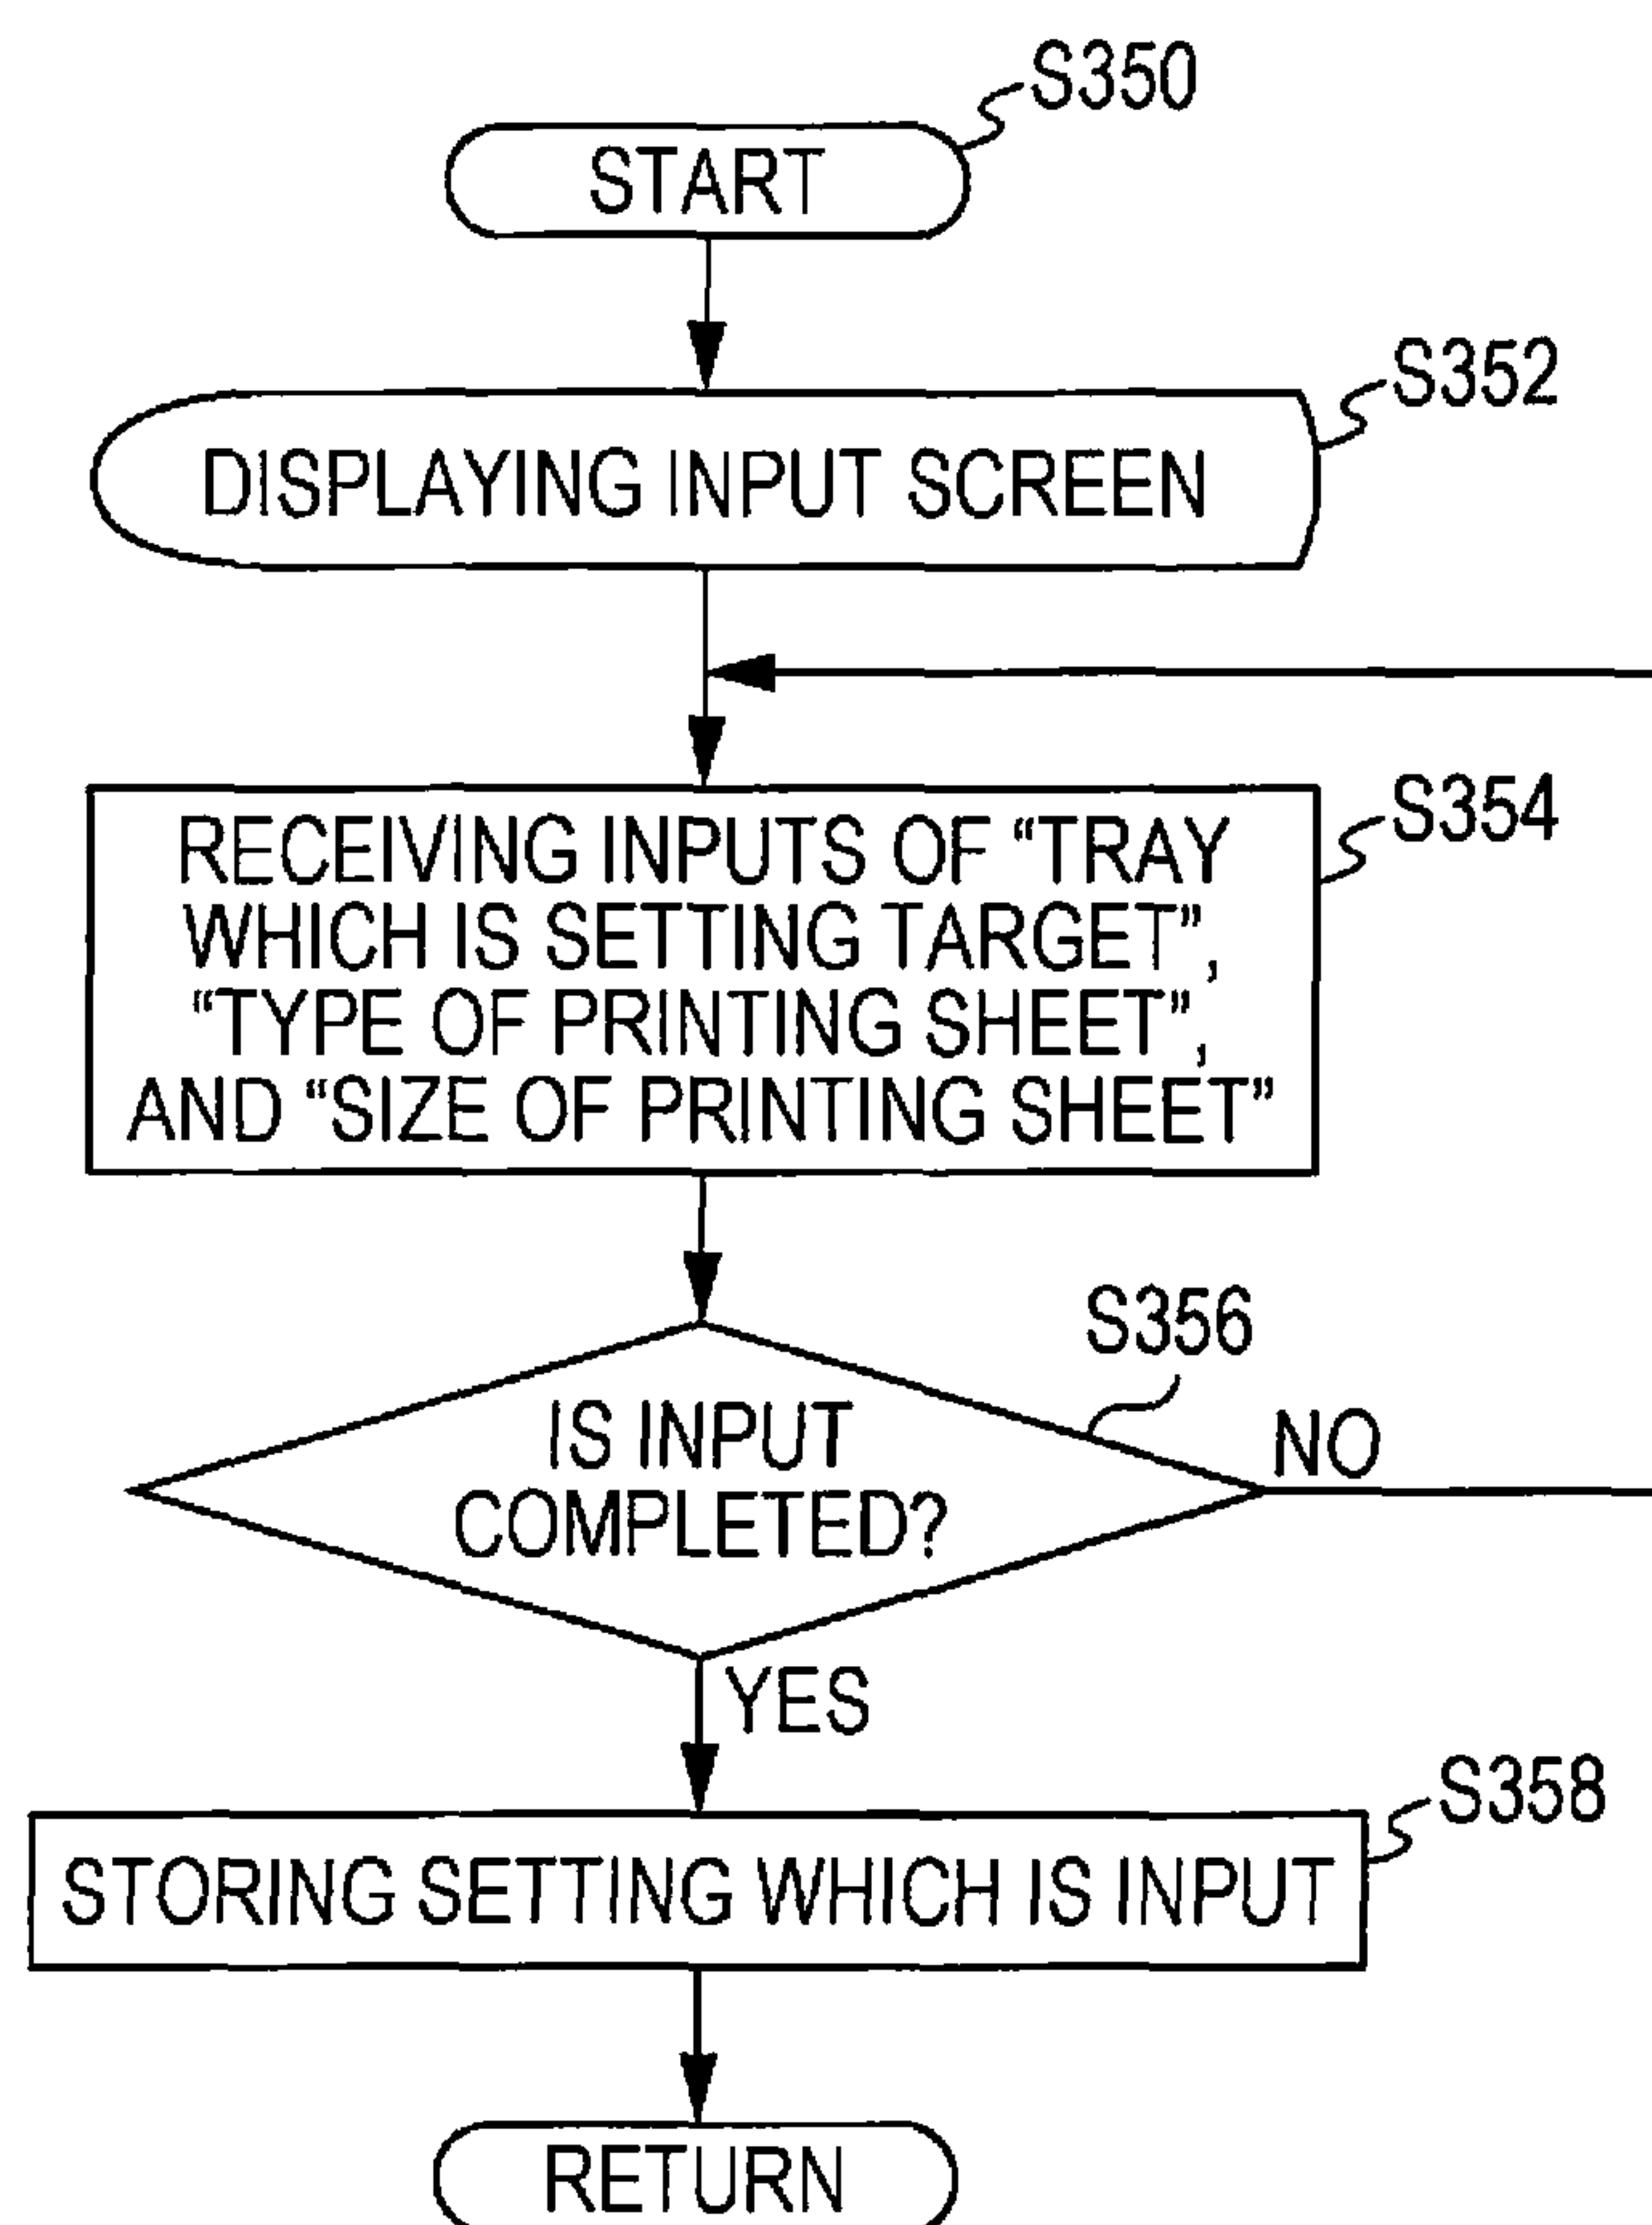 S350
START
S352
DISPLAYING INPUT SCREEN
S354
RECEIVING INPUTS OF “TRAY
WHICH IS SETTING TARGET”,
“TYPE OF PRINTING SHEET”,
AND “SIZE OF PRINTING SHEET”
S356
IS INPUT
COMPLETED?
NO
YES
S358
STORING SETTING WHICH IS INPUT
RETURN